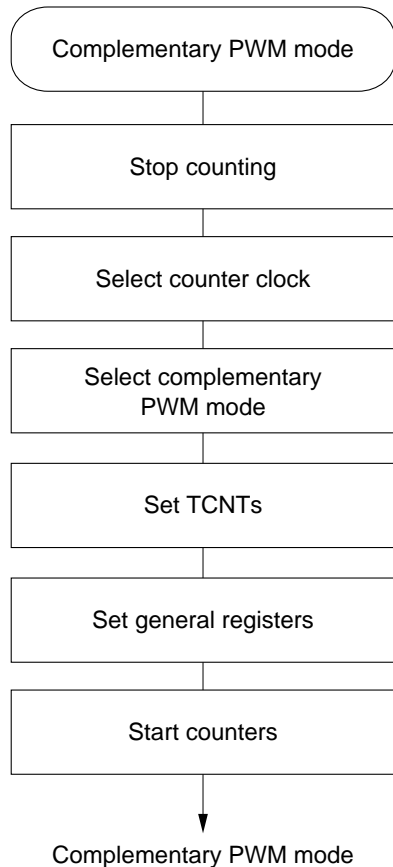 Complementary PWM mode
Stop counting
Select counter clock
Select complementary
PWM mode
Set TCNTs
Set general registers
Start counters
Complementary PWM mode